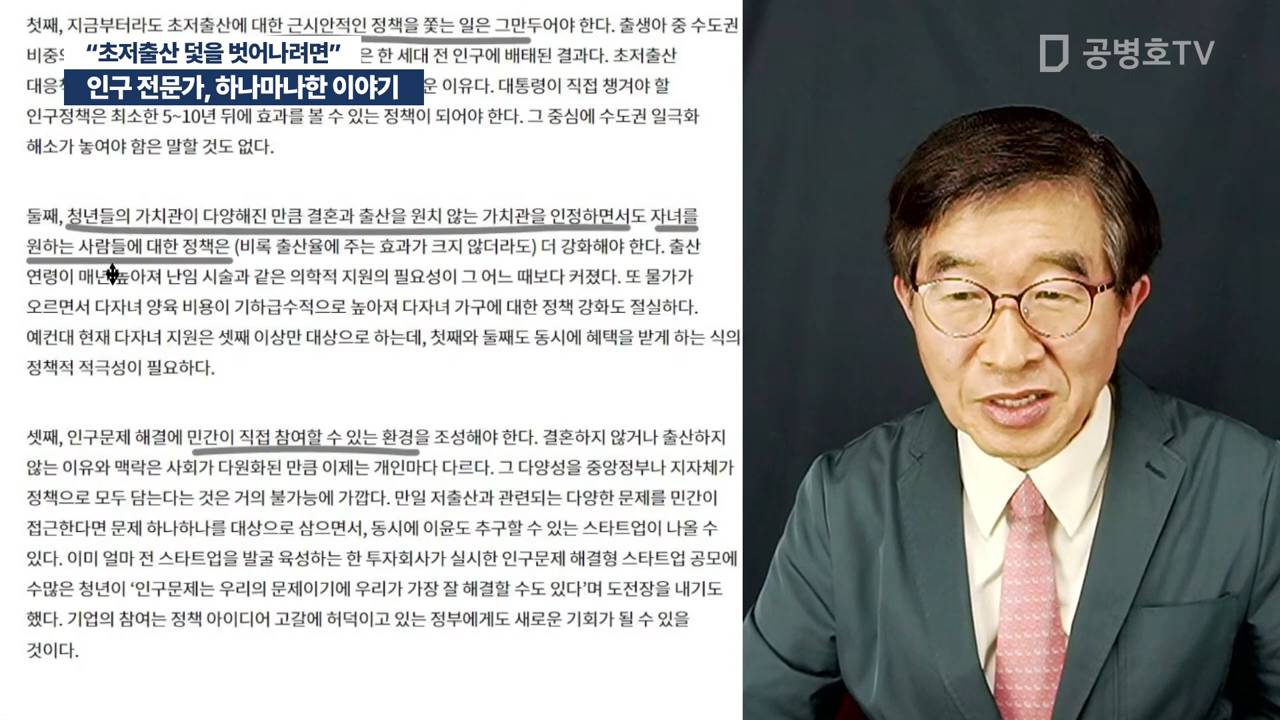 첫째, 지금부터라도 초저출산에 대한 근시안적인 정책을 쫓는 일은 그만두어야 한다. 출생아 중 수도권
비중의
은 한 세대 전 인구에 배태된 결과다. 초저출산
대응책
운 이유다. 대통령이 직접 챙겨야 할
인구정책은 최소한 5~10년 뒤에 효과를 볼 수 있는 정책이 되어야 한다. 그 중심에 수도권 일극화
해소가 놓여야 함은 말할 것도 없다.
둘째, 청년들의 가치관이 다양해진 만큼 결혼과 출산을 원치 않는 가치관을 인정하면서도 자녀를
원하는 사람들에 대한 정책은 (비록 출산율에 주는 효과가 크지 않더라도) 더 강화해야 한다. 출산
연령이 매년 높아져 난임 시술과 같은 의학적 지원의 필요성이 그 어느 때보다 커졌다. 또 물가가
오르면서 다자녀 양육 비용이 기하급수적으로 높아져 다자녀 가구에 대한 정책 강화도 절실하다.
예컨대 현재 다자녀 지원은 셋째 이상만 대상으로 하는데, 첫째와 둘째도 동시에 혜택을 받게 하는 식의
정책적 적극성이 필요하다.
셋째, 인구문제 해결에 민간이 직접 참여할 수 있는 환경을 조성해야 한다. 결혼하지 않거나 출산하지
않는 이유와 맥락은 사회가 다원화된 만큼 이제는 개인마다 다르다. 그 다양성을 중앙정부나 지자체가
정책으로 모두 담는다는 것은 거의 불가능에 가깝다. 만일 저출산과 관련되는 다양한 문제를 민간이
접근한다면 문제 하나하나를 대상으로 삼으면서, 동시에 이윤도 추구할 수 있는 스타트업이 나올 수
있다. 이미 얼마 전 스타트업을 발굴 육성하는 한 투자회사가 실시한 인구문제 해결형 스타트업 공모에
수많은 청년이 ‘인구문제는 우리의 문제이기에 우리가 가장 잘 해결할 수도 있다’며 도전장을 내기도
했다. 기업의 참여는 정책 아이디어 고갈에 허덕이고 있는 정부에게도 새로운 기회가 될 수 있을
것이다.
“초저출산 덫을 벗어나려면”
인구 전문가, 하나마나한 이야기
공병호TV